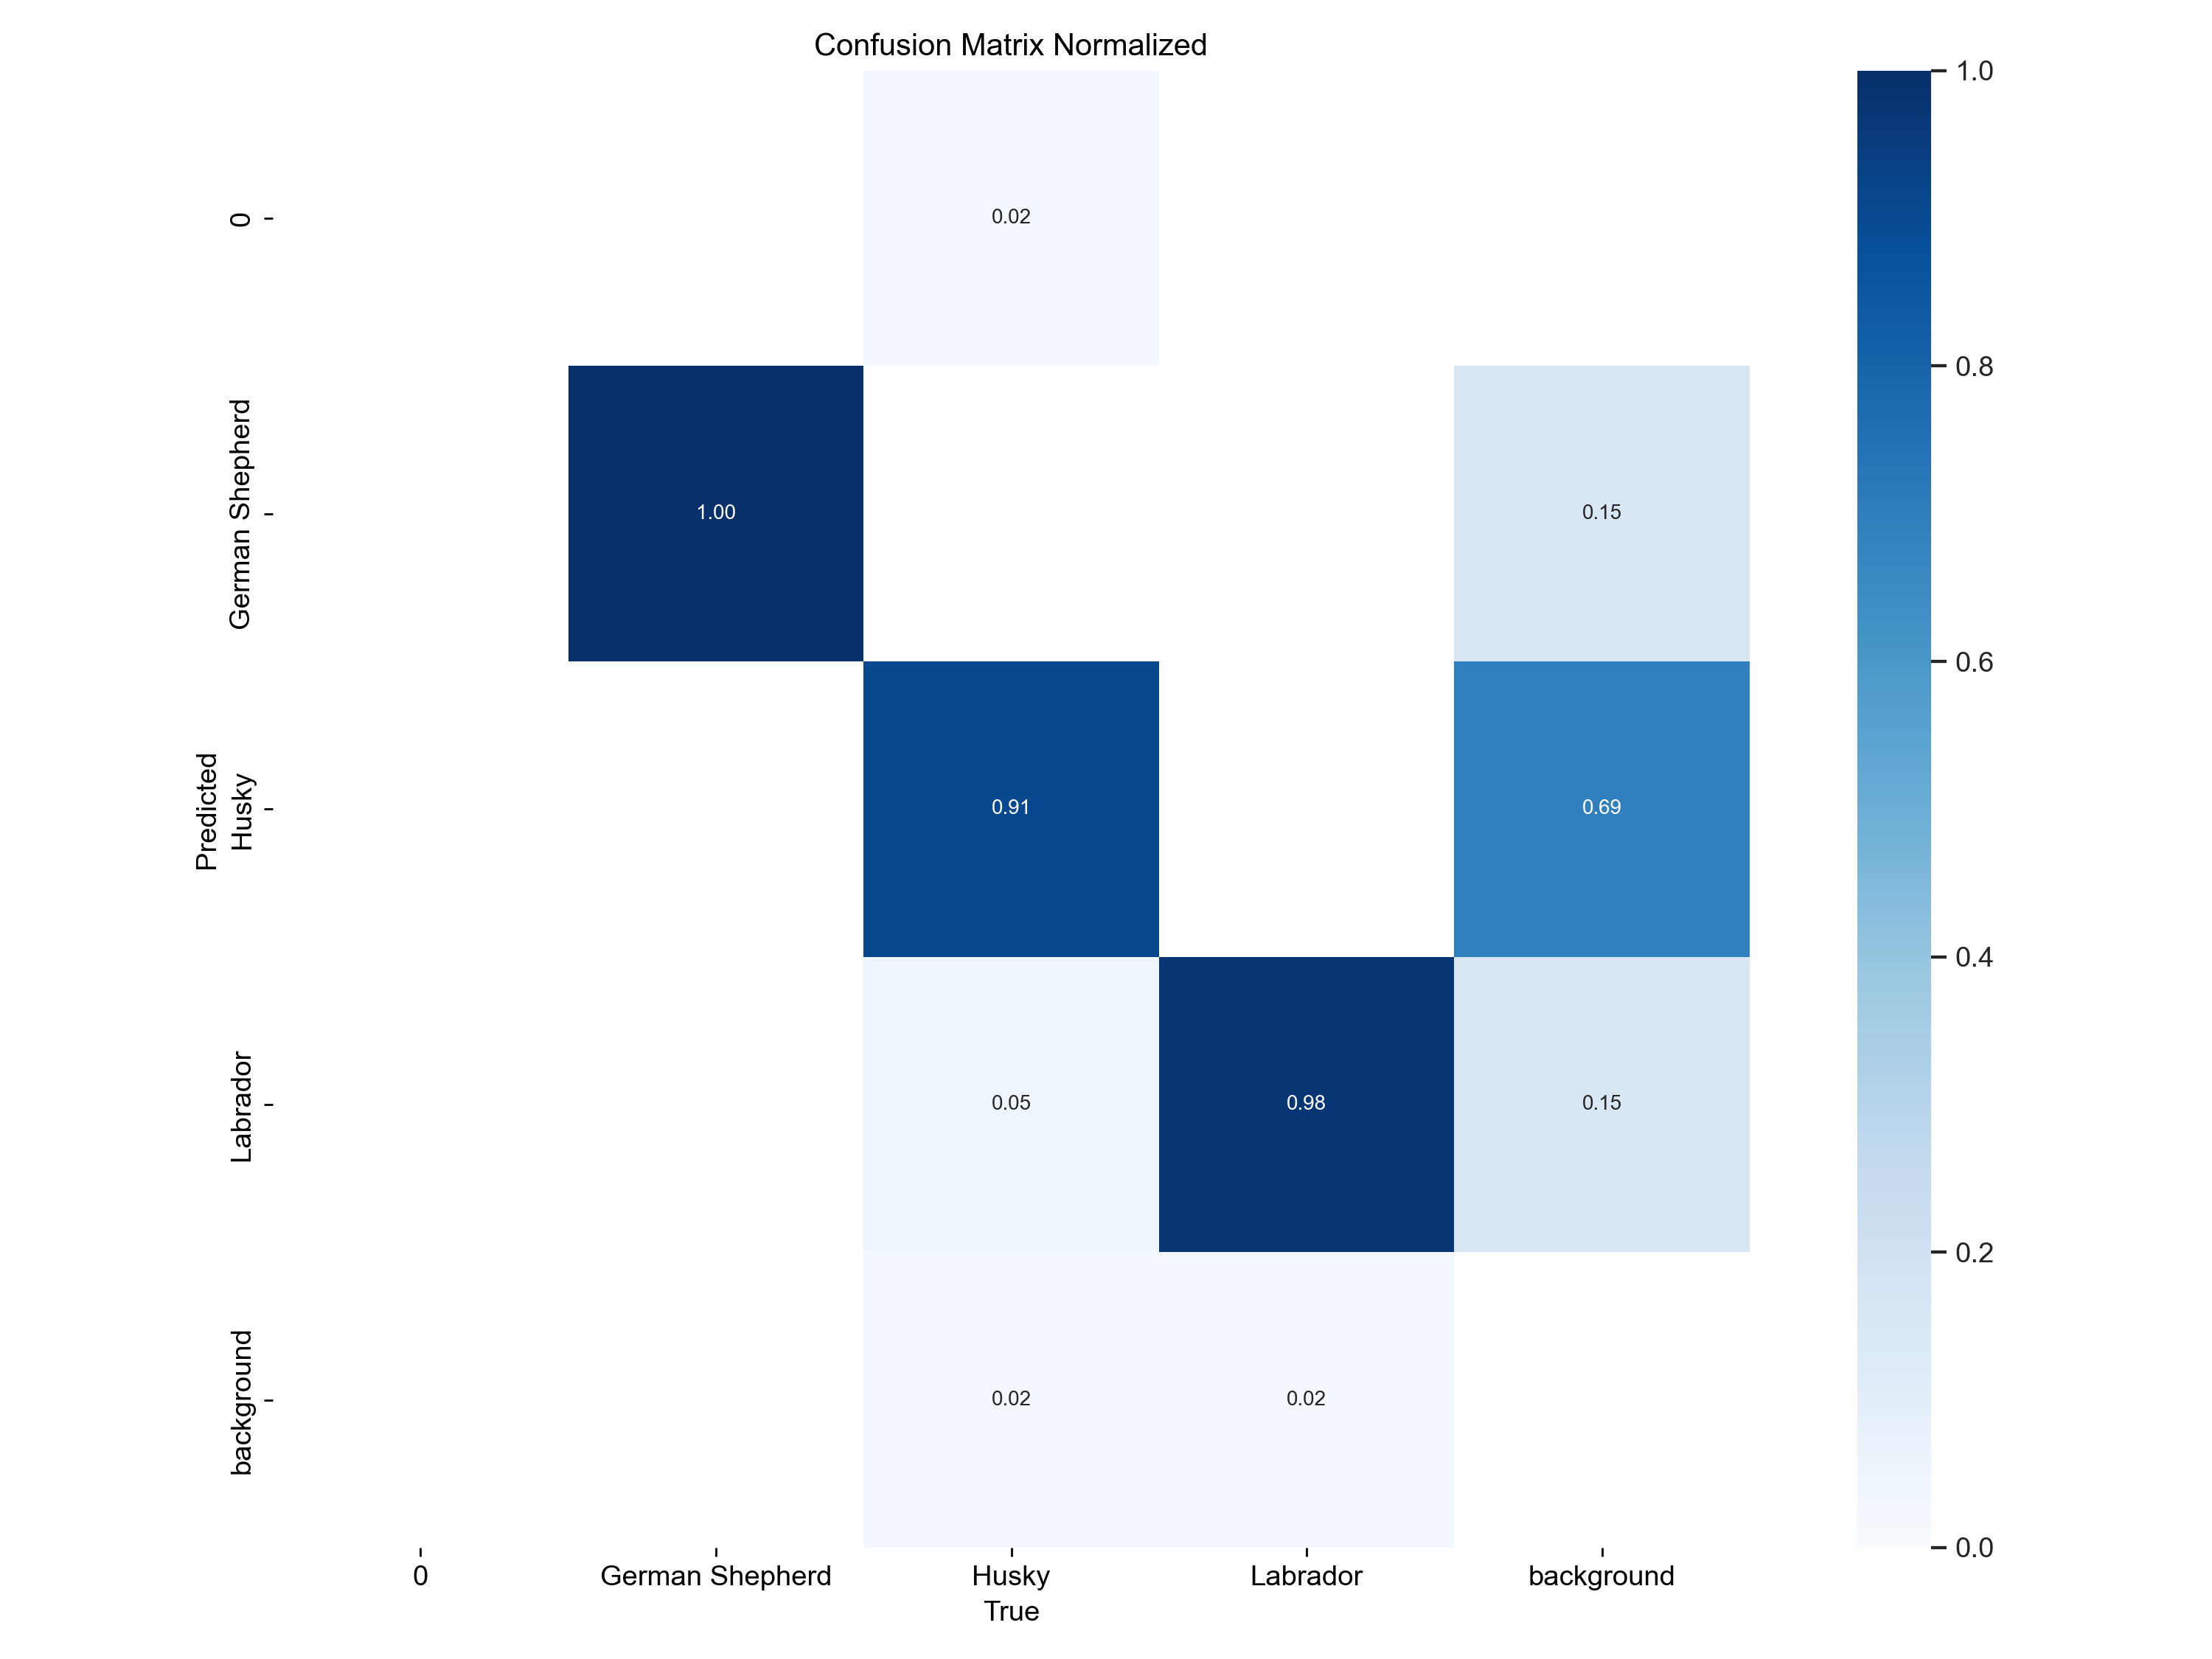 Confusion Matrix Normalized
1.0
0
0.02
0.8
German Shepherd
1.00
0.15
0.6
Predicted
Husky
0.91
0.69
0.4
Labrador
0.05
0.98
0.15
0.2
background
0.02
0.02
0.0
0
German Shepherd
Husky
Labrador
background
True